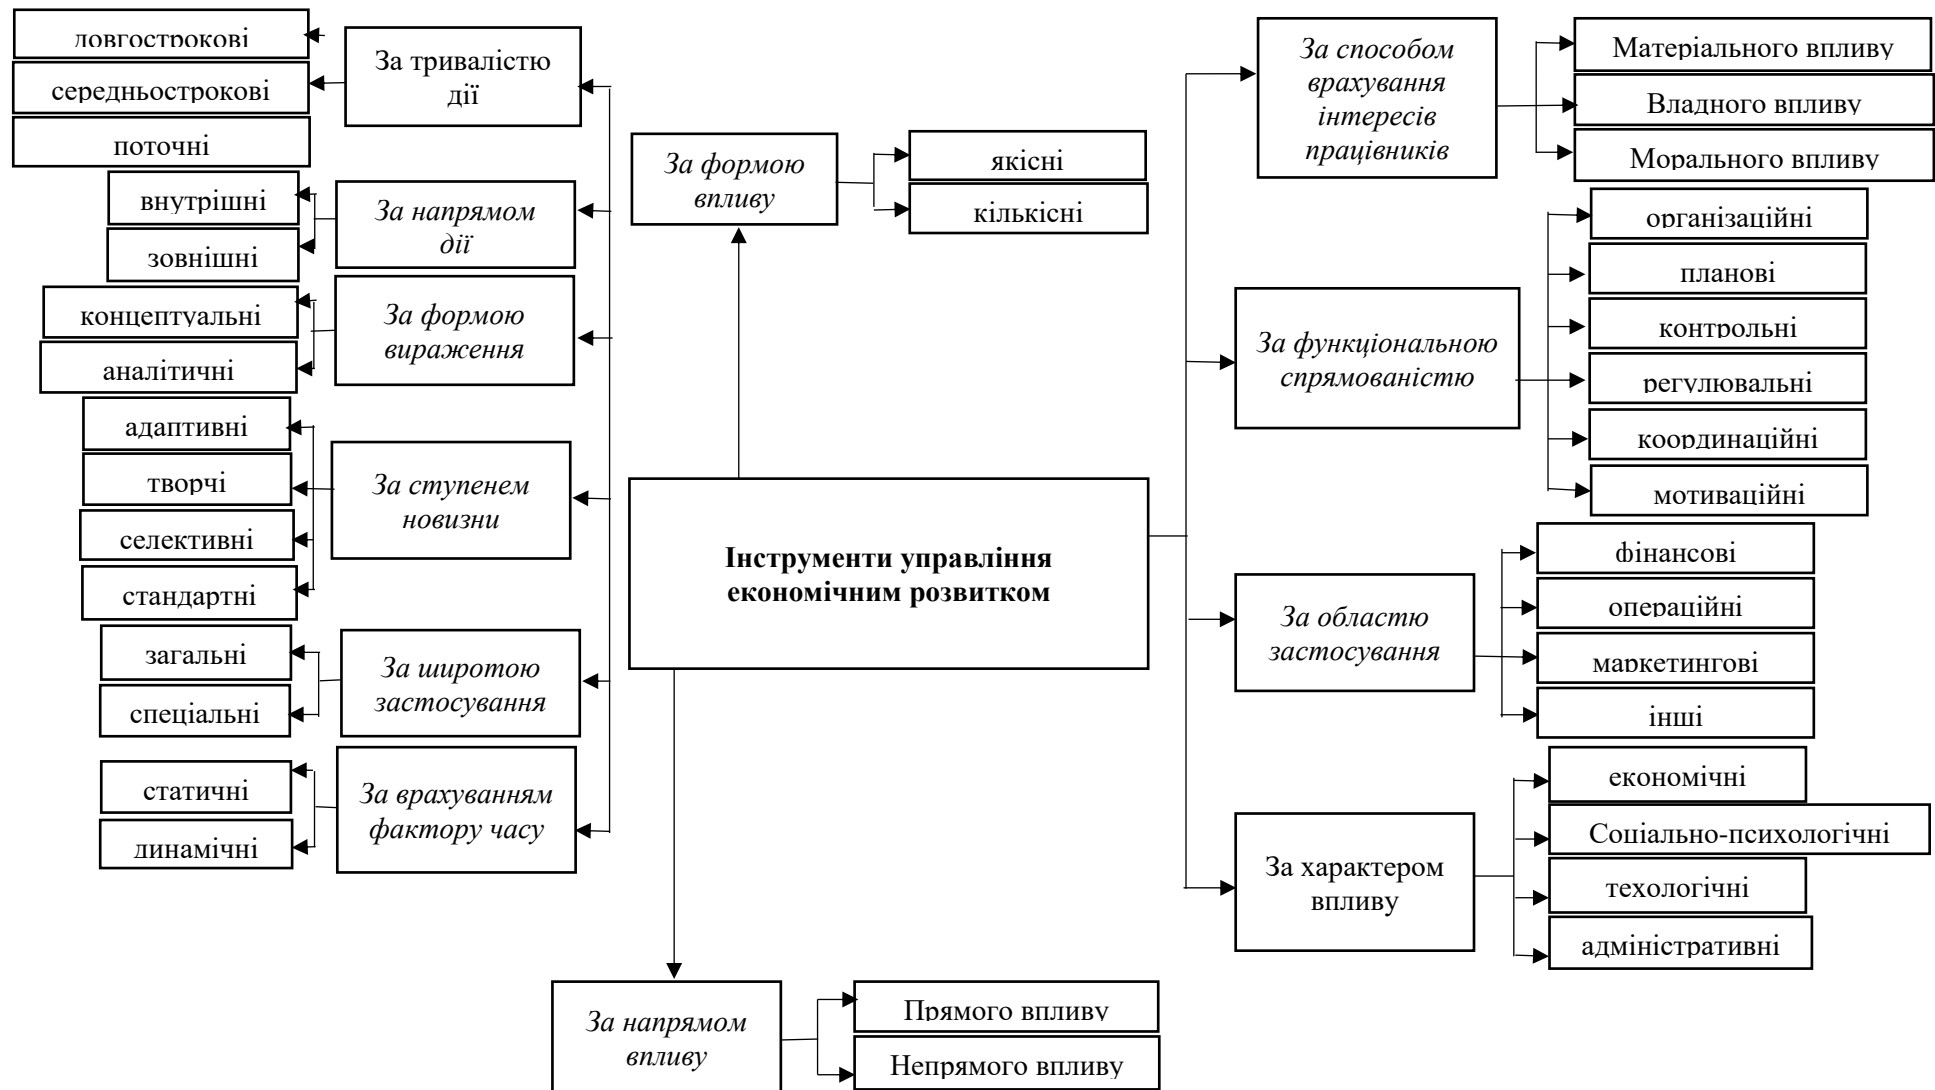 довгострокові
За тривалістю
дії
середньострокові
поточні
внутрішні
За напрямом
дії
зовнішні
концептуальні
За формою
вираження
аналітичні
адаптивні
творчі
За ступенем
новизни
селективні
стандартні
загальні
За широтою
застосування
спеціальні
статичні
За врахуванням
фактору часу
динамічні
За формою
впливу
якісні
кількісні
Інструменти управління
економічним розвитком
За напрямом
впливу
Прямого впливу
Непрямого впливу
За способом
врахування
інтересів
працівників
Матеріального впливу
Владного впливу
Морального впливу
За функціональною
спрямованістю
організаційні
планові
контрольні
регулювальні
координаційні
мотиваційні
За областю
застосування
фінансові
операційні
маркетингові
інші
За характером
впливу
економічні
Соціально-психологічні
техологічні
адміністративні